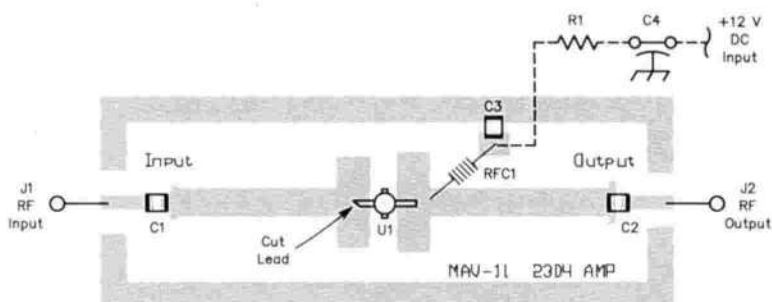 R1
C4
+12 V
DC
Input
C3
Input
Output
RFC1
J1
RF
Input
C1
U1
C2
J2
RF
Output
Cut
Lead
MAV-11 23D4 AMP